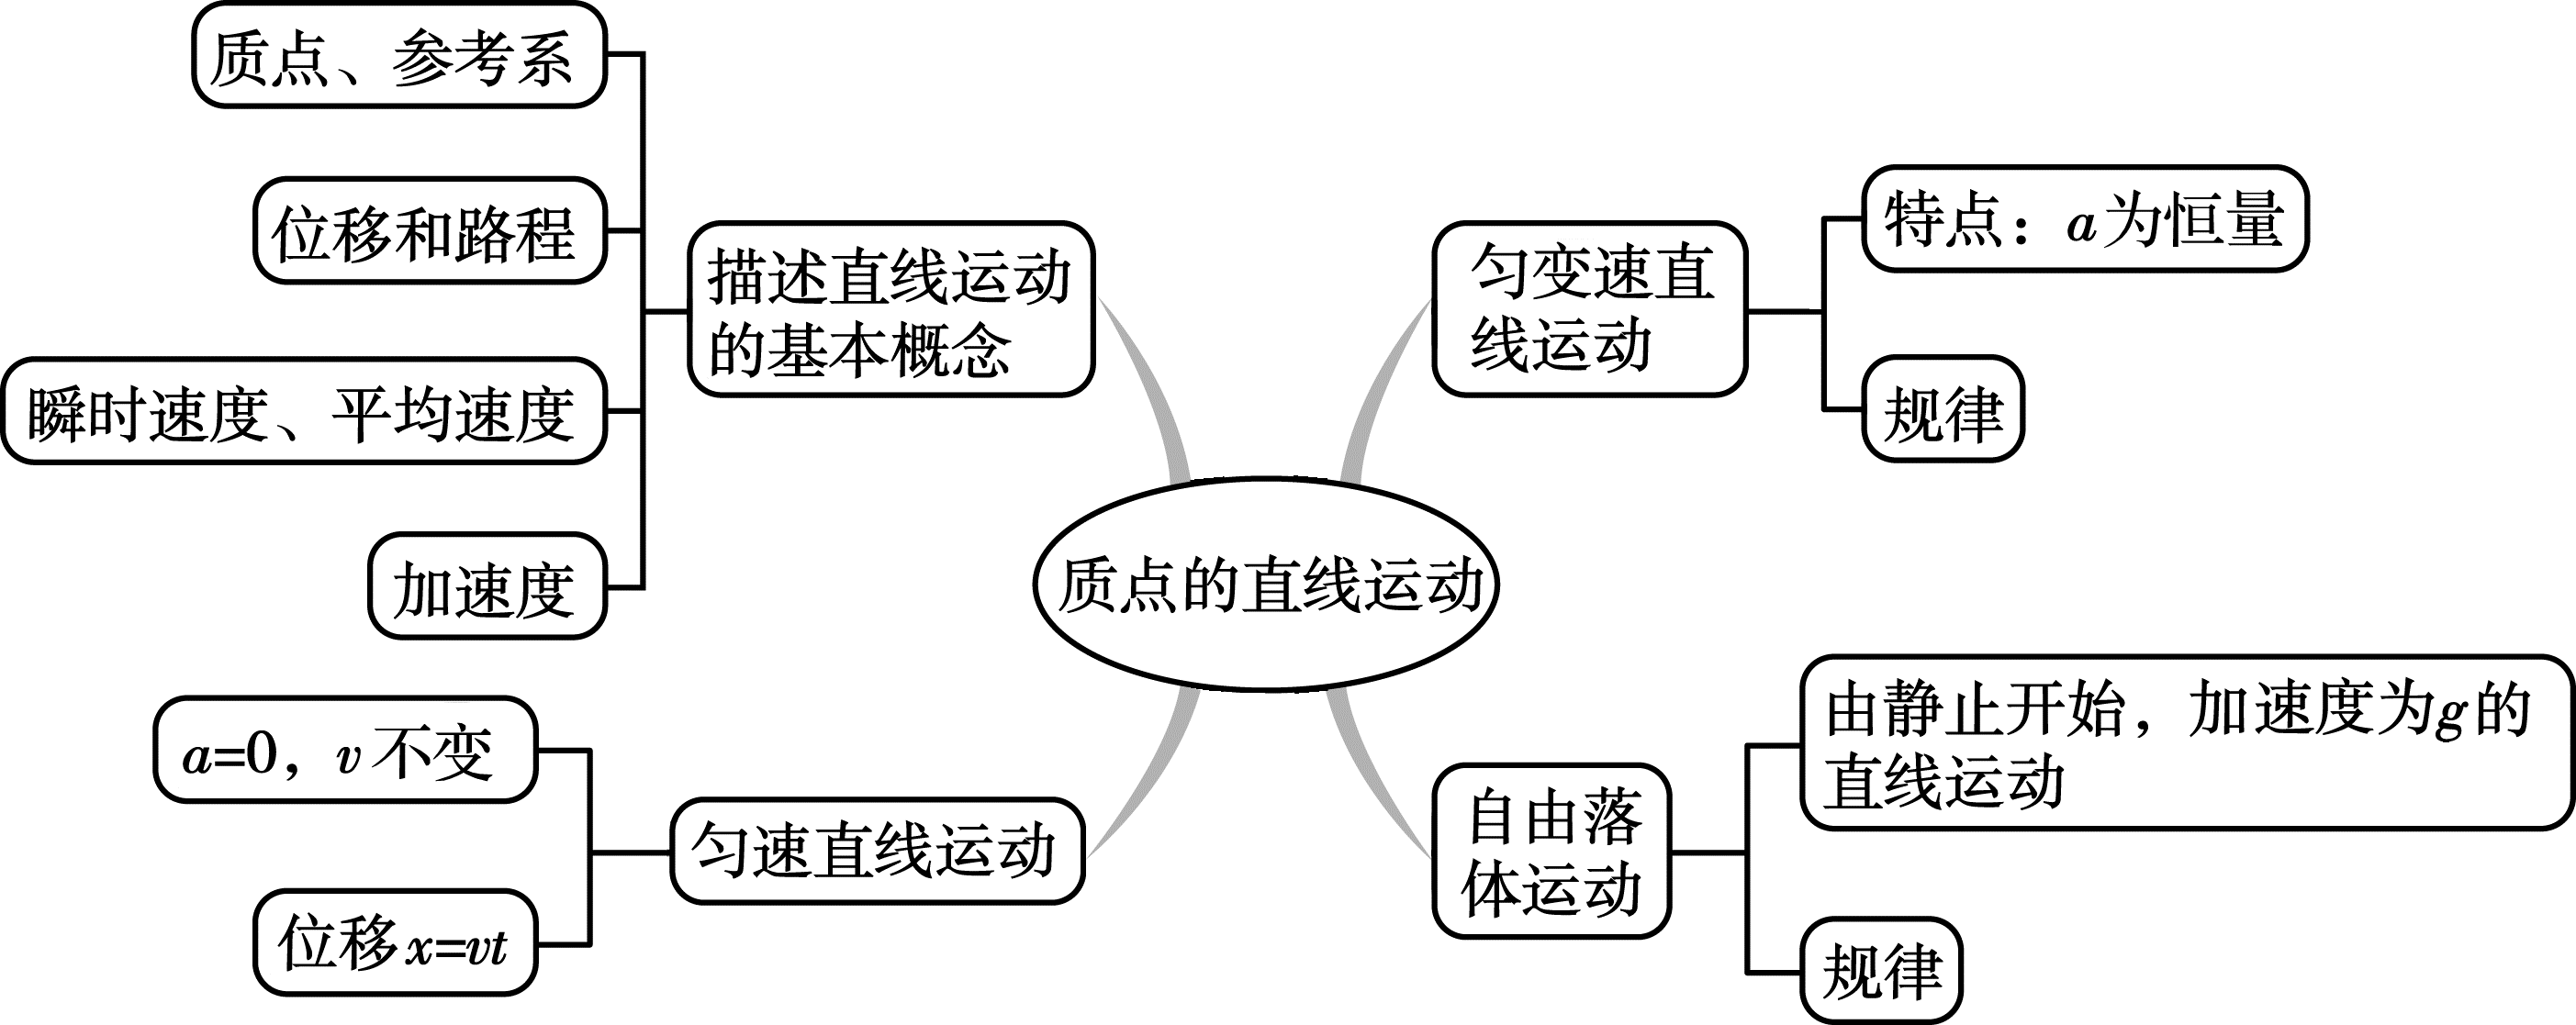 质点、参考系
位移和路程
瞬时速度、平均速度
加速度
描述直线运动
的基本概念
匀变速直
线运动
特点：a为恒量
规律
质点的直线运动
a=0，v不变
位移x=vt
匀速直线运动
自由落
体运动
由静止开始，加速度为g的
直线运动
规律